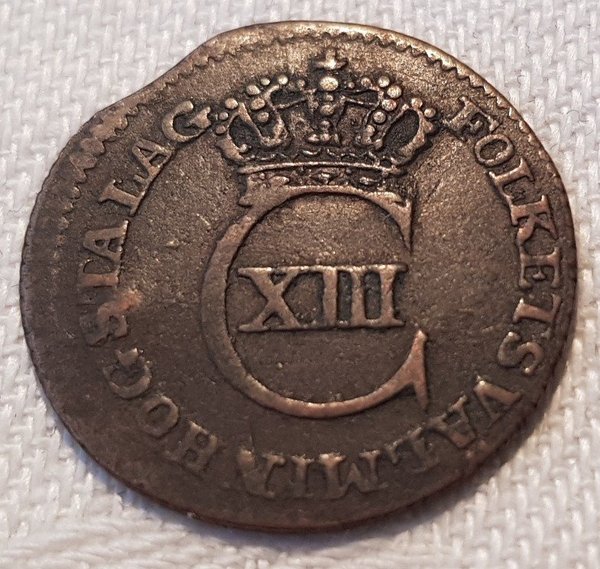 FOLKETS VÄL MIN HÖGSTA LAG
XIII
C